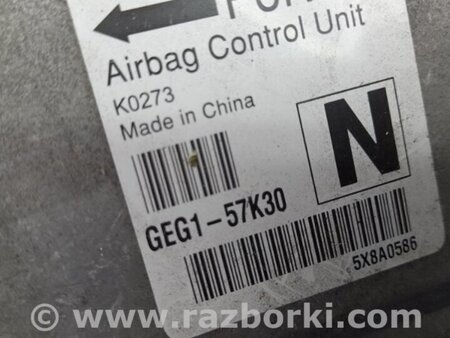 Airbag Control Unit
K0273
Made in China
N
GEG1-57K30
5X8A0586
© www.razborki.com